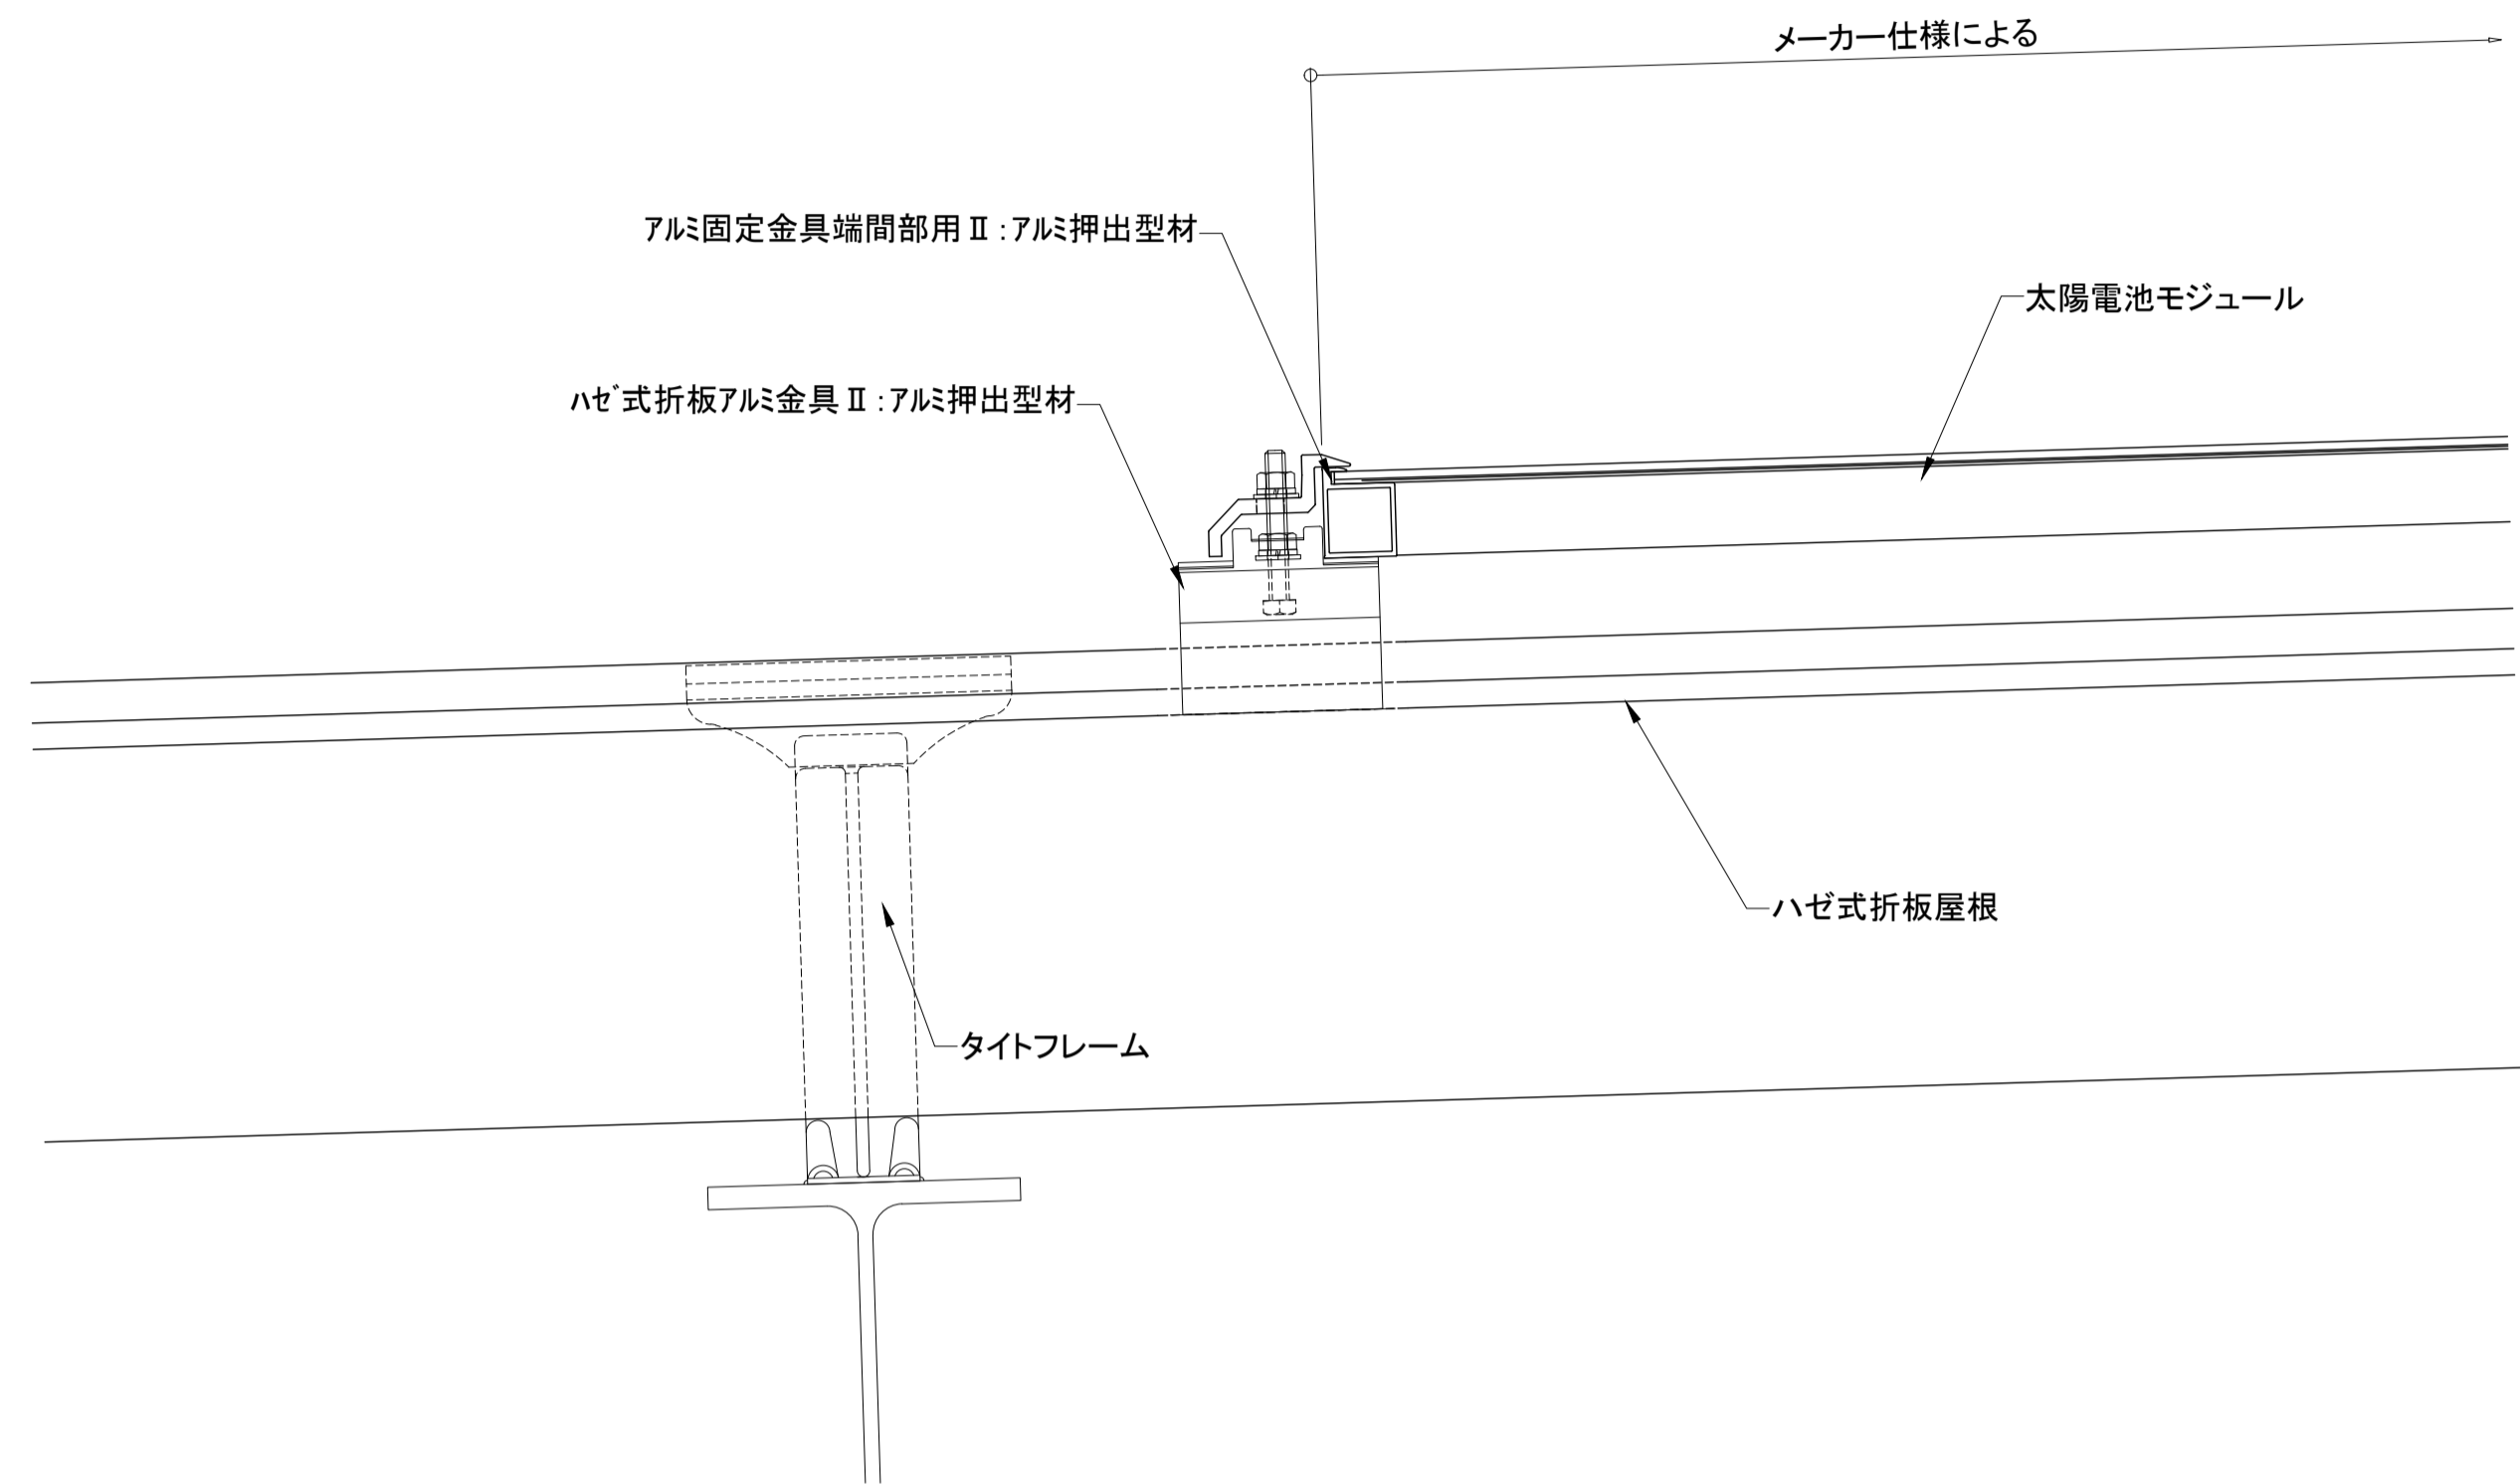 メーカー仕様による
ｱﾙﾐ固定金具端間部用Ⅱ:ｱﾙﾐ押出型材
太陽電池モジュール
ﾊｾﾞ式折板ｱﾙﾐ金具Ⅱ:ｱﾙﾐ押出型材
ハゼ式折板屋根
タイトフレーム